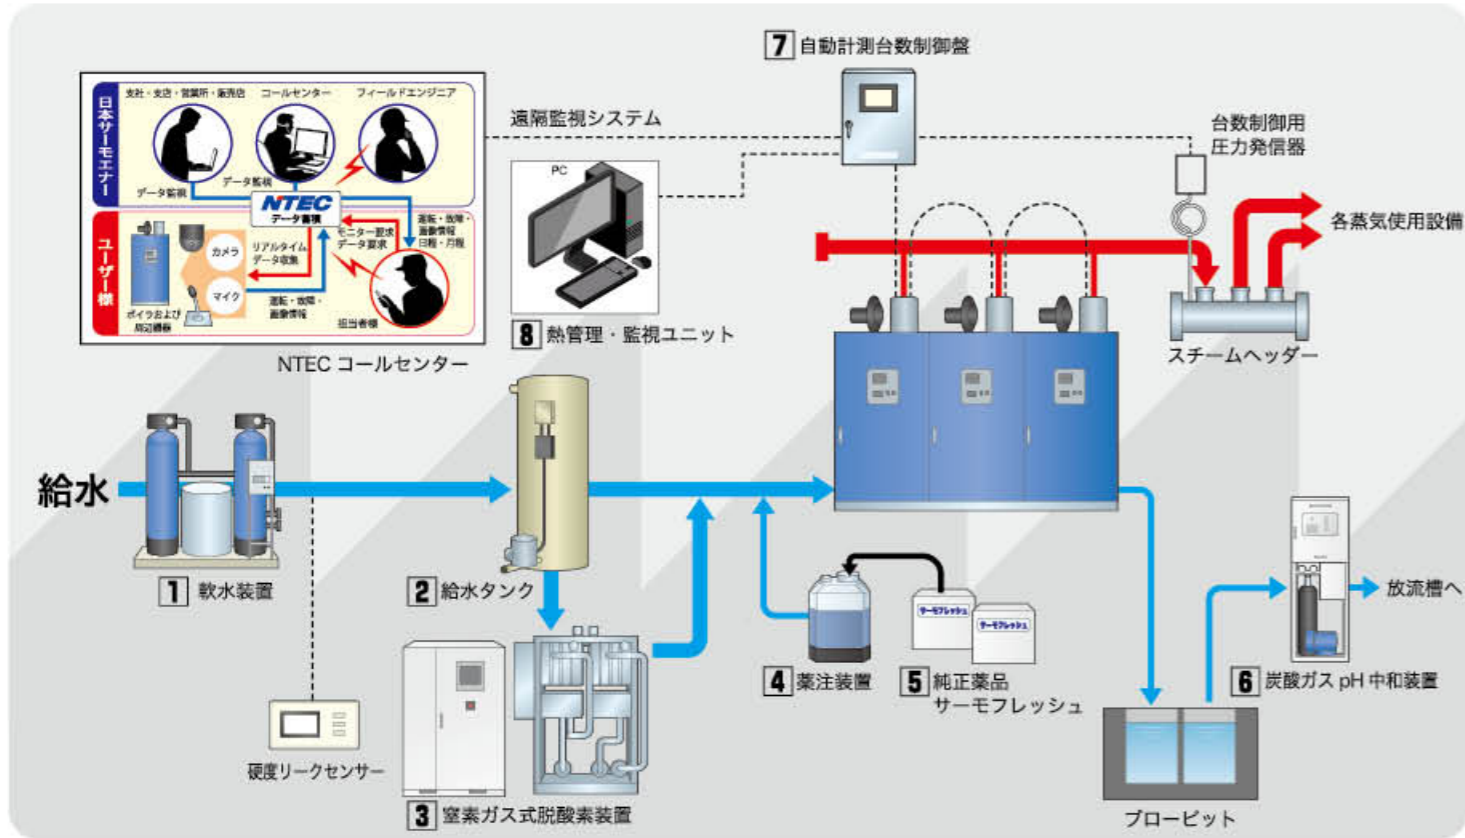 7 自動計測台数制御盤
日本サーモエナー
支社・支店・営業所・販売店
コールセンター
フィールドエンジニア
データ監視
データ監視
NTEC
データ蓄積
ユーザー様
カメラ
マイク
リアルタイム
データ収集
モニター要求
データ要求
運転・故障・
画像情報
日程・月程
運転・故障・
画像情報
ボイラおよび
周辺機器
担当者様
NTEC コールセンター
遠隔監視システム
PC
8 熱管理・監視ユニット
台数制御用
圧力発信器
各蒸気使用設備
スチームヘッダー
給水
1 軟水装置
2 給水タンク
硬度リークセンサー
3 窒素ガス式脱酸素装置
4 薬注装置
サーモフレッシュ
サーモフレッシュ
5 純正薬品
サーモフレッシュ
6 炭酸ガス pH 中和装置
放流槽へ
ブローピット